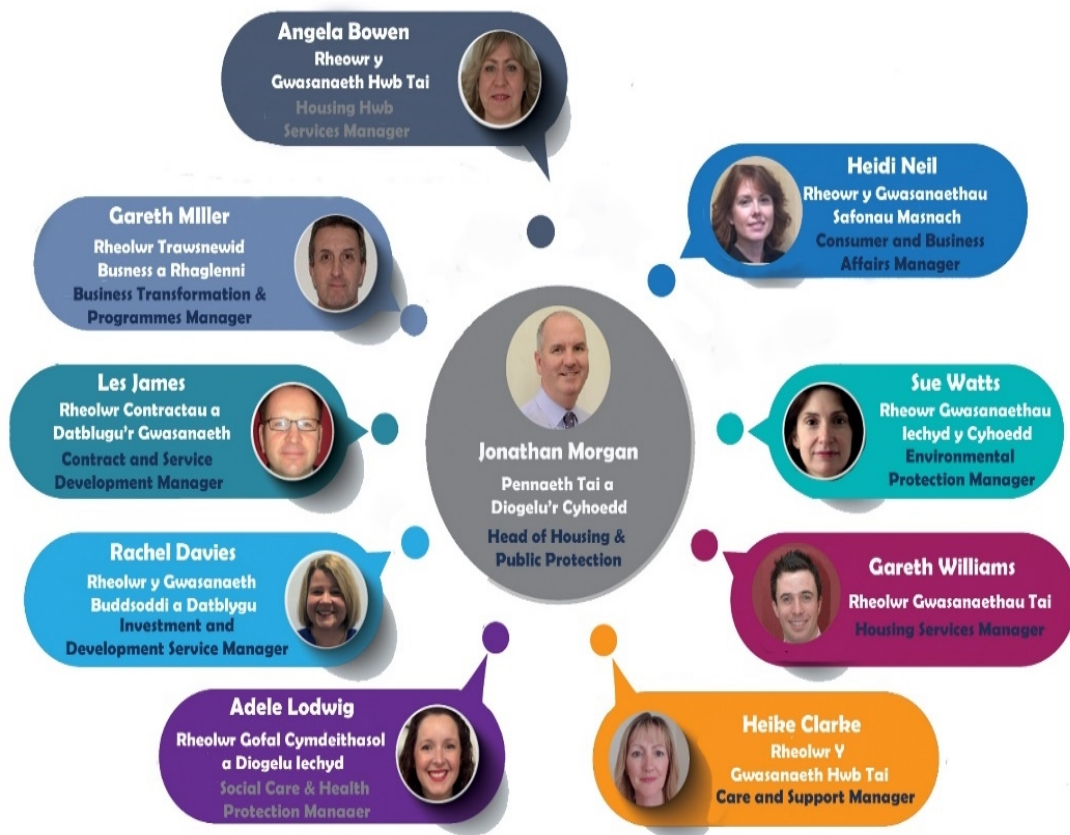 Angela Bowen
Rheowr y
Gwasanaeth Hwb Tai
Housing Hwb
Services Manager
Heidi Neil
Rheowr y Gwasanaethau
Safonau Masnach
Consumer and Business
Affairs Manager
Gareth MIller
Rheolwr Trawsnewid
Busness a Rhaglenni
Business Transformation &
Programmes Manager
Les James
Rheolwr Contractau a
Datblugu'r Gwasanaeth
Contract and Service
Development Manager
Jonathan Morgan
Pennaeth Tai a
Diogelu'r Cyhoedd
Head of Housing &
Public Protection
Sue Watts
Rheowr Gwasanaethau
Iechyd y Cyhoedd
Environmental
Protection Manager
Rachel Davies
Rheolwr y Gwasanaeth
Buddsoddi a Datblygu
Investment and
Development Service Manager
Gareth Williams
Rheolwr Gwasanaethau Tai
Housing Services Manager
Adele Lodwig
Rheolwr Gofal Cymdeithasol
a Diogelu Iechyd
Social Care & Health
Protection Manager
Heike Clarke
Rheolwr Y
Gwasanaeth Hwb Tai
Care and Support Manager